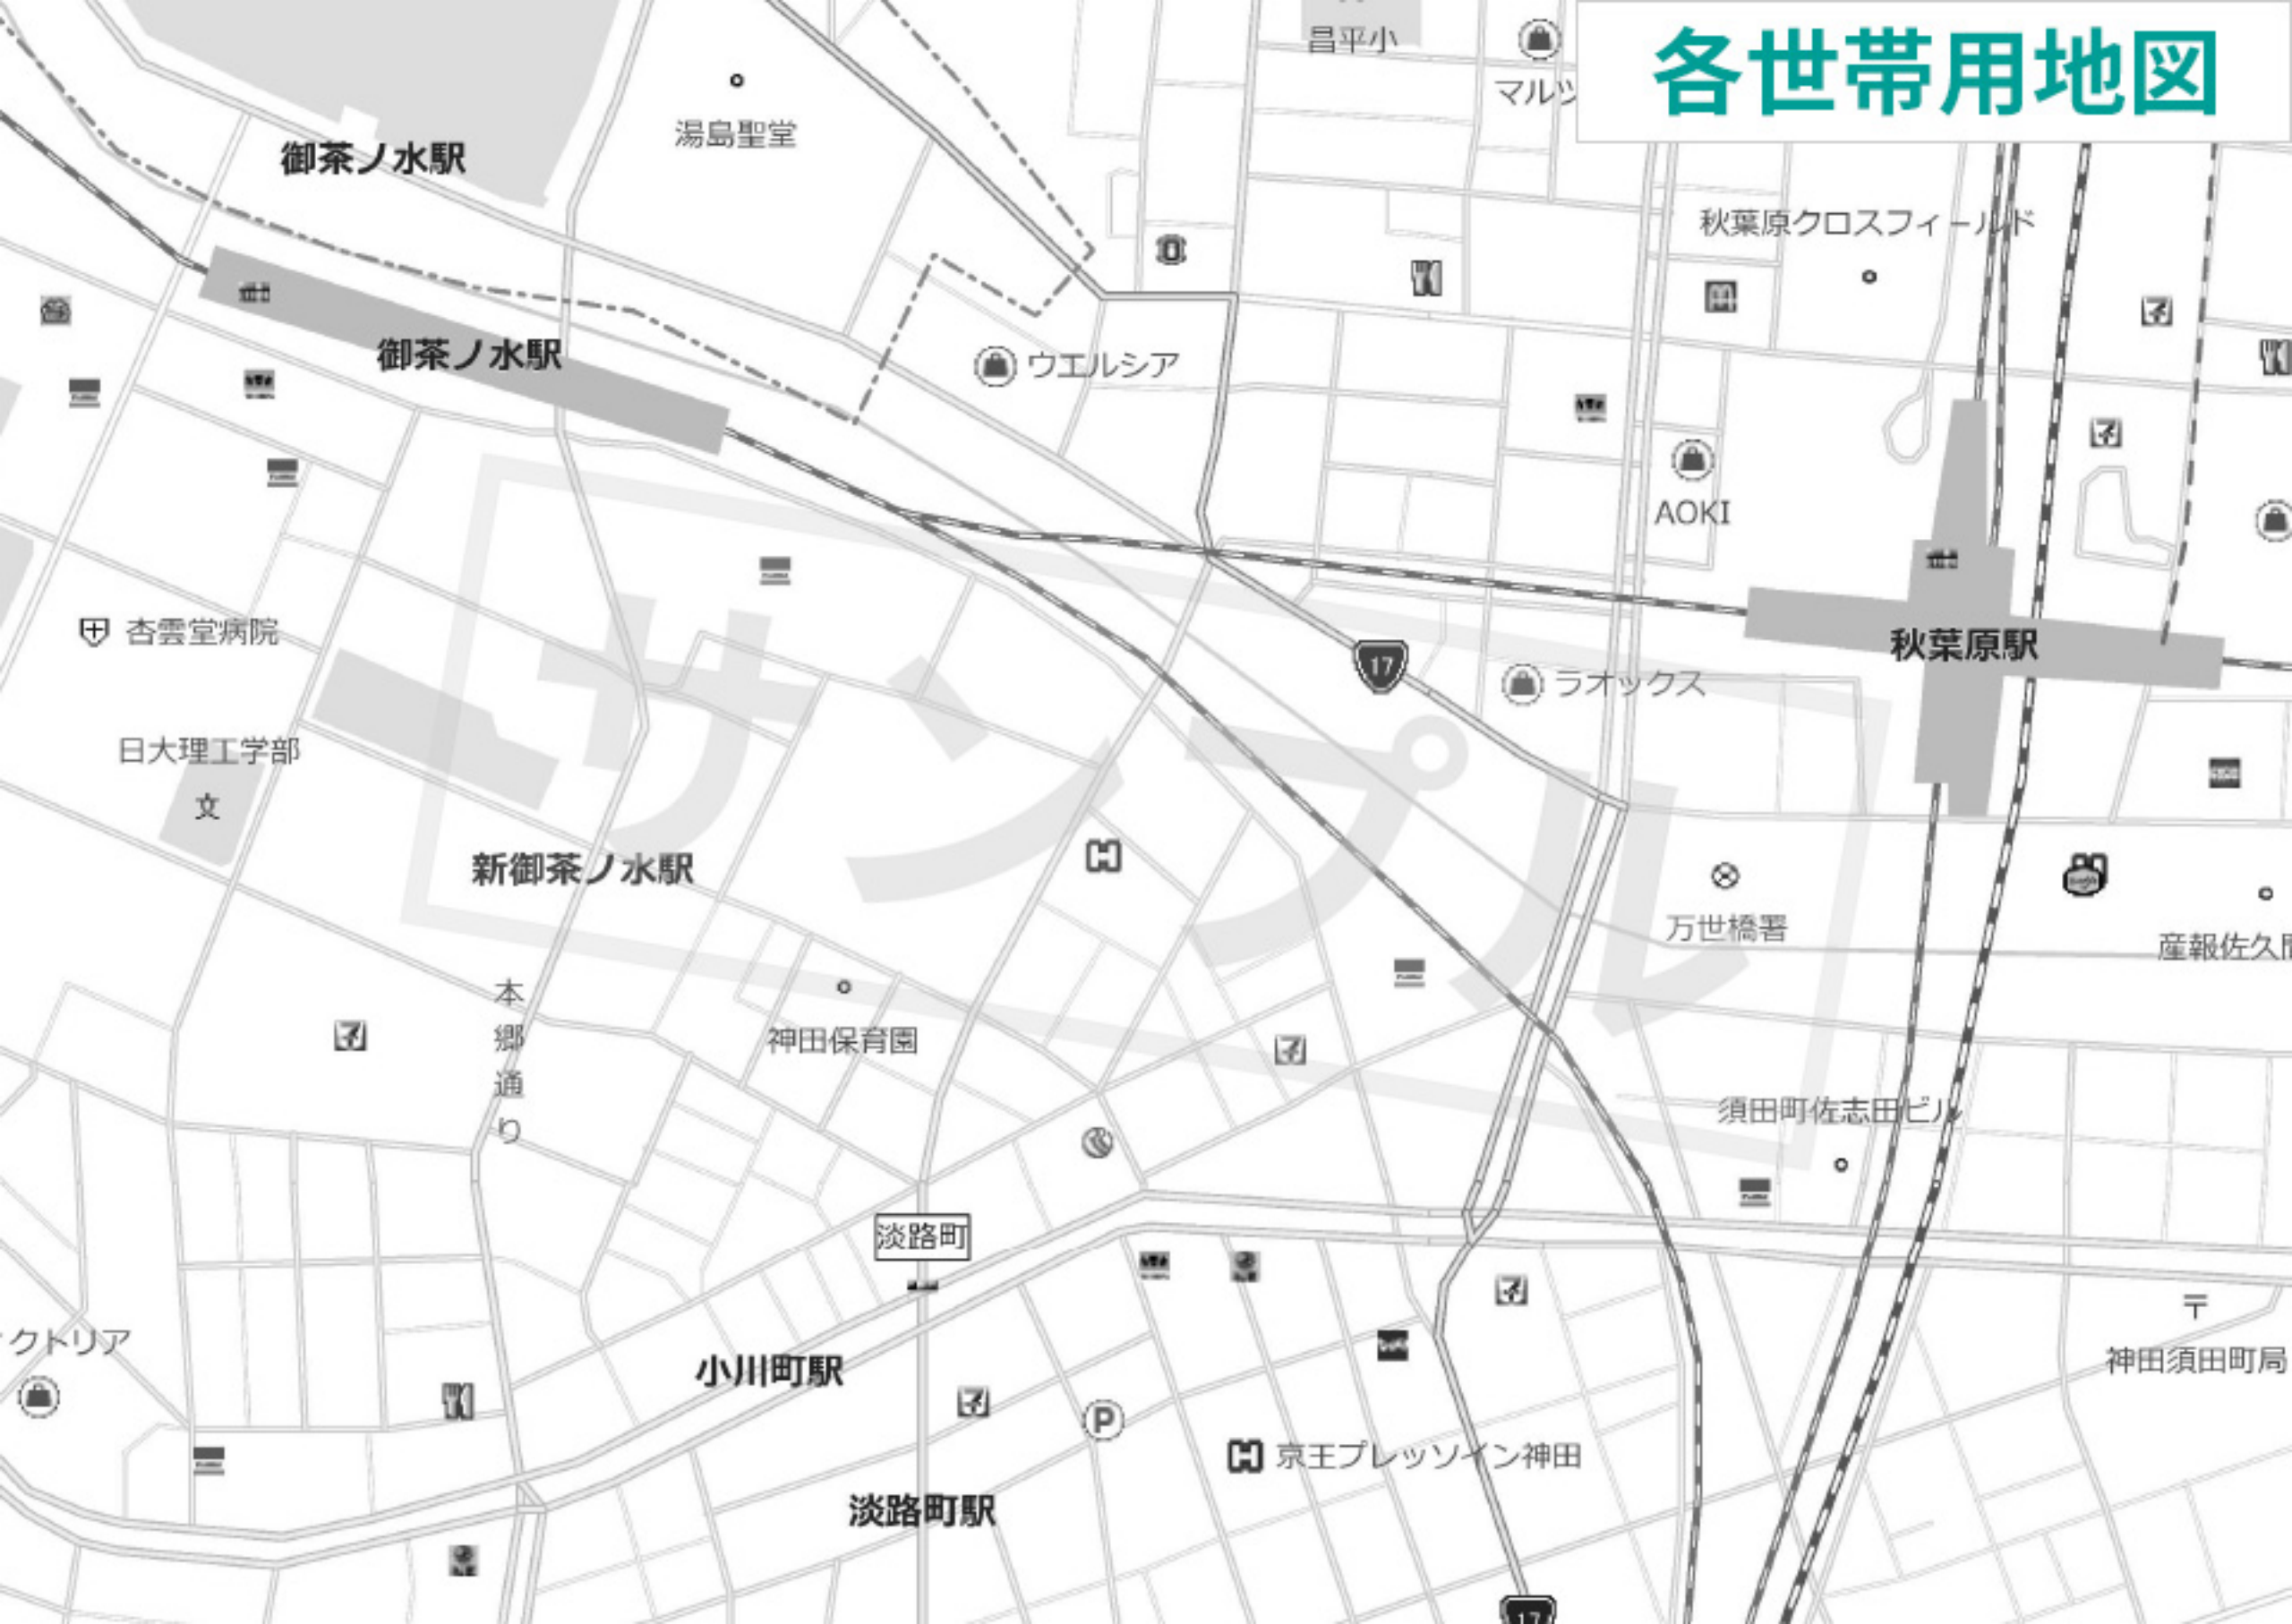 各世帯用地図
昌平小
マルツ
湯島聖堂
御茶ノ水駅
秋葉原クロスフィールド
御茶ノ水駅
ウエルシア
AOKI
杏雲堂病院
秋葉原駅
17
ラオックス
日大理工学部
文
サンプル
新御茶ノ水駅
万世橋署
産報佐久間
本郷通り
神田保育園
須田町佐志田ビル
淡路町
クトリア
小川町駅
〒
神田須田町局
P
京王プレッソイン神田
淡路町駅
17